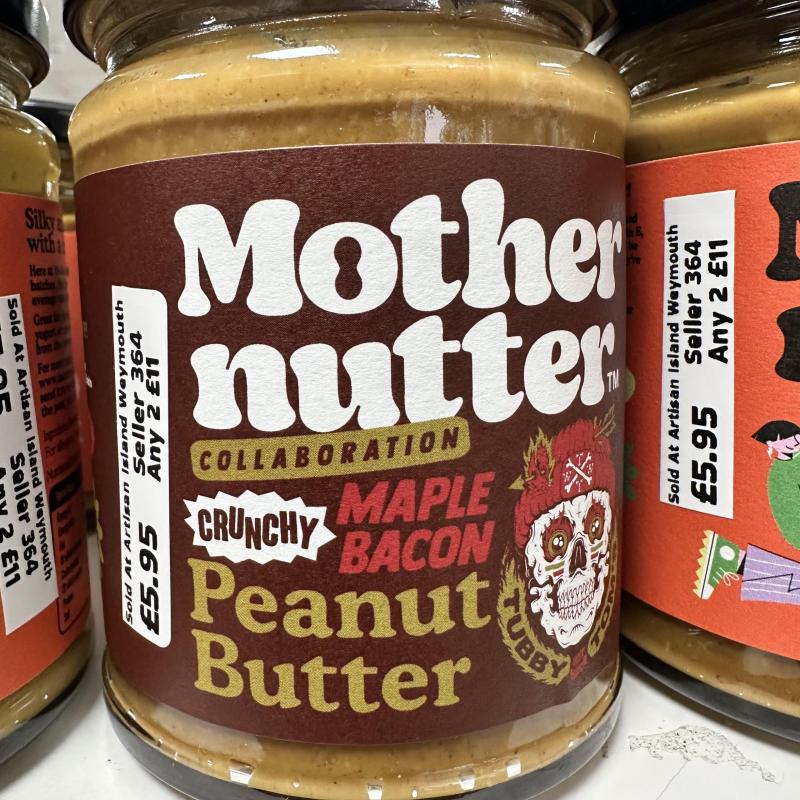 Mother
nutter
TM
COLLABORATION
CRUNCHY
MAPLE
BACON
Peanut
Butter
TUBBY
Sold At Artisan Island Weymouth
Seller 364
£5.95 Any 2 £11
Sold At Artisan Island Weymouth
Seller 364
£5.95 Any 2 £11
Silky
with a
Sold At Artisan Island Weymouth
Seller 364
Any 2 £11